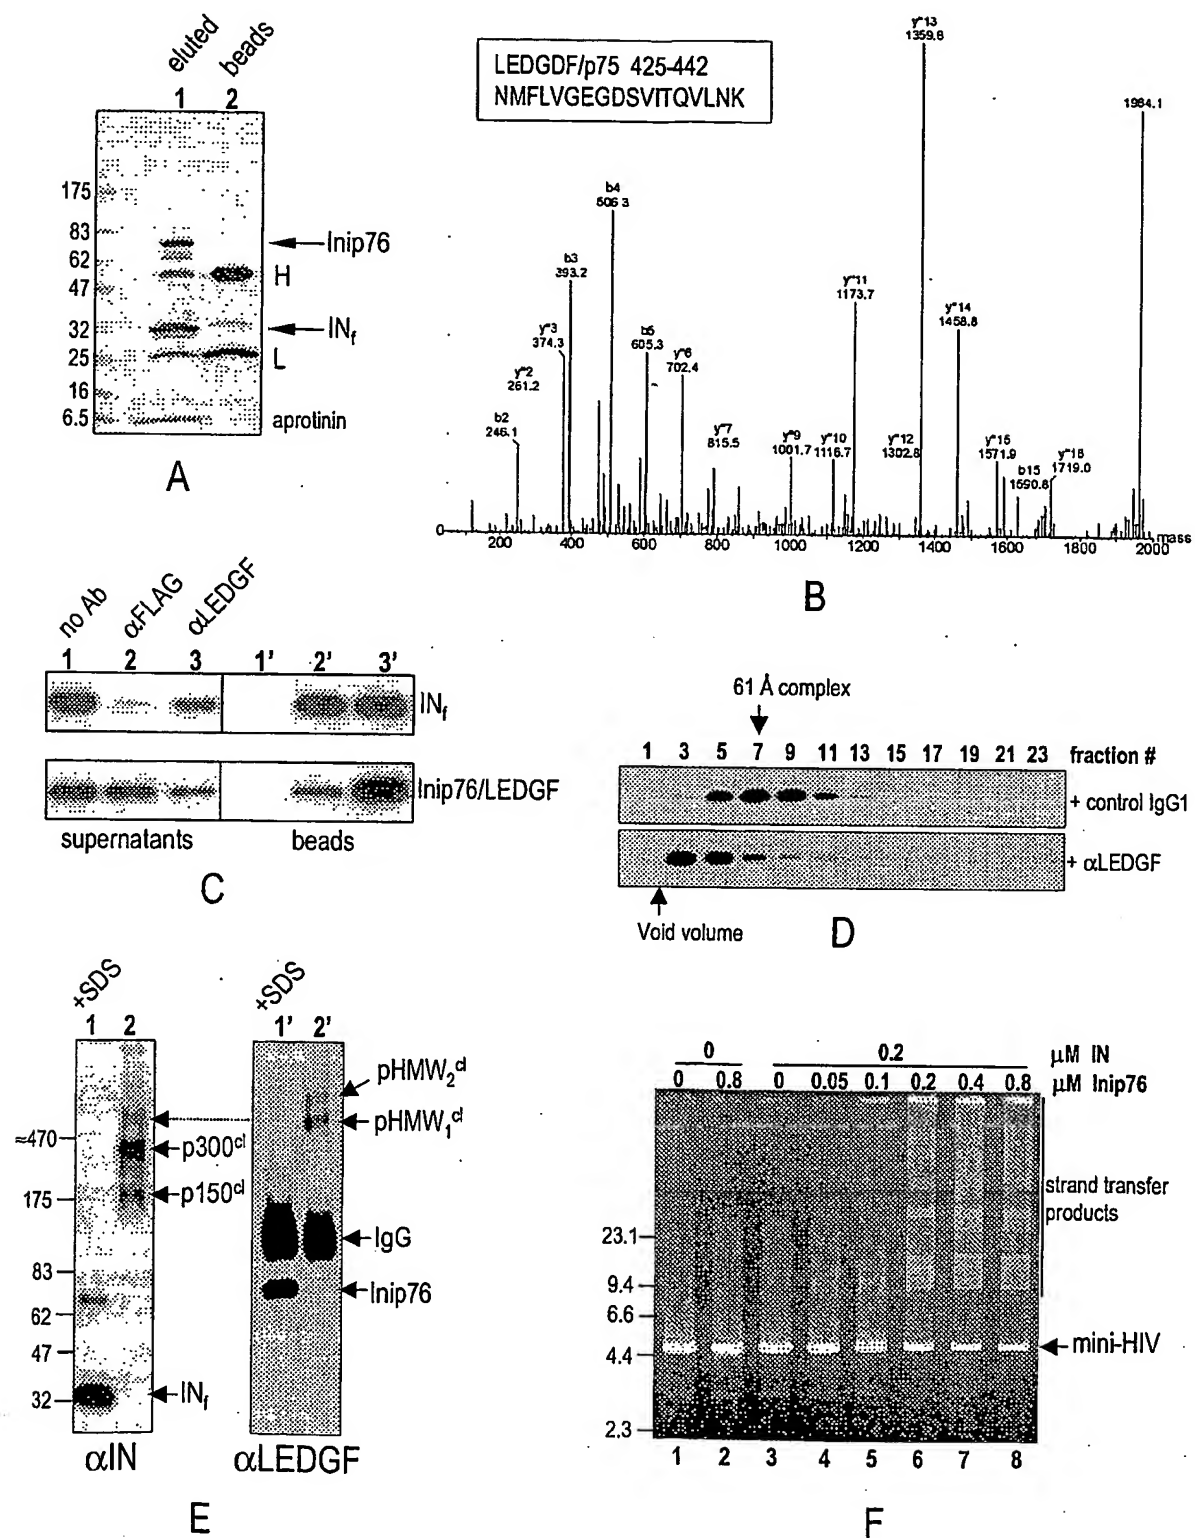 eluted
beads
1 2
175
83
62
47
32
25
16
6.5
Inip76
H
INf
L
aprotinin
A
LEDGDF/p75 425-442
NMFLVGEGDSVITQVLNK
b2
246.1
y"2
261.2
y"3
374.3
b3
393.2
b4
506.3
b5
605.3
y"6
702.4
y"7
815.5
y"9
1001.7
y"10
1116.7
y"11
1173.7
y"12
1302.8
y"13
1359.8
y"14
1458.8
y"15
1571.9
b15
1590.8
y"16
1719.0
1964.1
0
200 400 600 800 1000 1200 1400 1600 1800 2000
mass
B
no Ab
αFLAG
αLEDGF
1 2 3 1' 2' 3'
INf
Inip76/LEDGF
supernatants beads
C
61 Å complex
1 3 5 7 9 11 13 15 17 19 21 23 fraction #
+ control IgG1
+ αLEDGF
Void volume
D
+SDS
1 2
≈470
175
83
62
47
32
p300cl
p150cl
INf
αIN
+SDS
1' 2'
pHMW2cl
pHMW1cl
IgG
Inip76
αLEDGF
E
0 0.2 μM IN
0 0.8 0 0.05 0.1 0.2 0.4 0.8 μM Inip76
strand transfer
products
23.1
9.4
6.6
4.4
2.3
mini-HIV
1 2 3 4 5 6 7 8
F